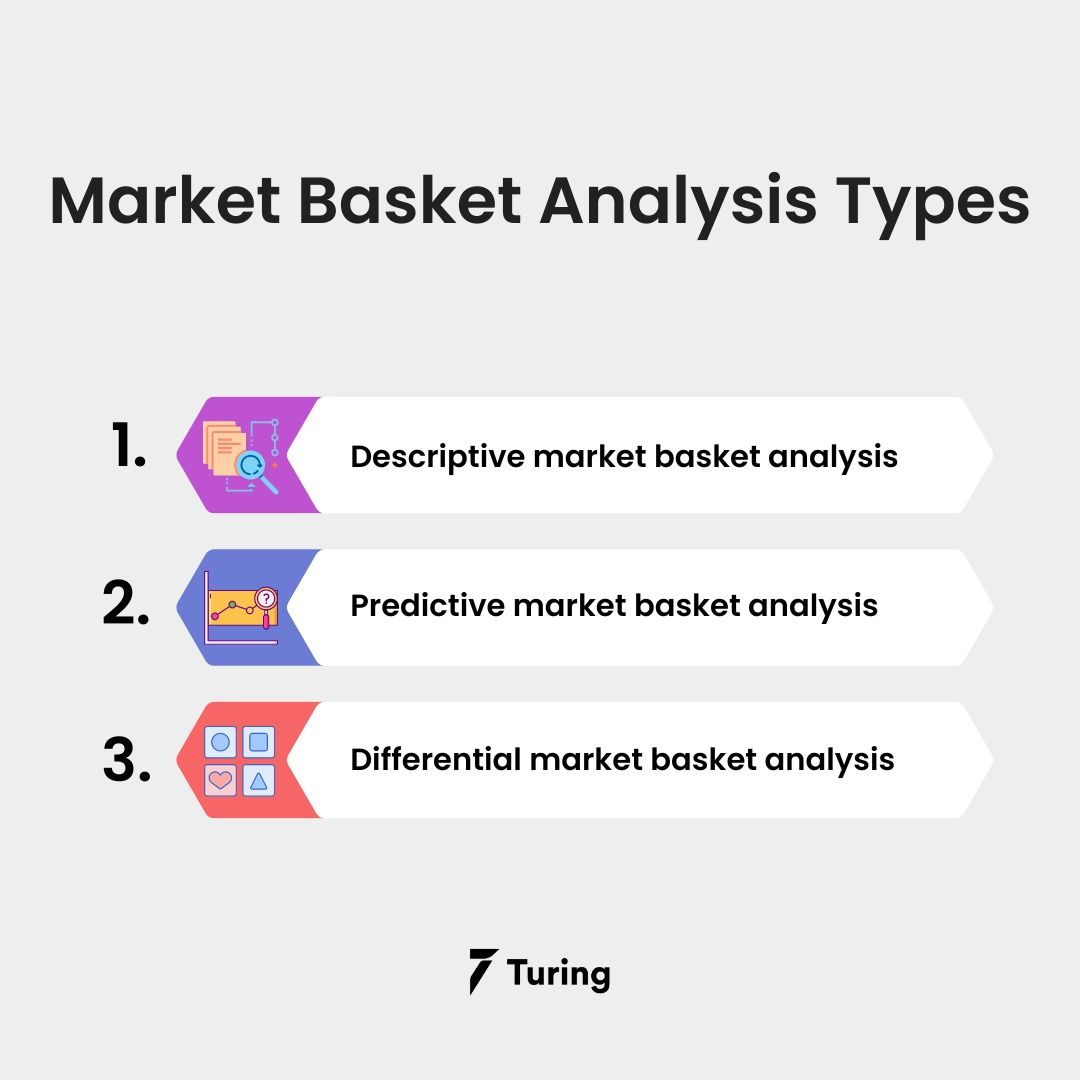 Market Basket Analysis Types
1.
Descriptive market basket analysis
2.
Predictive market basket analysis
?
3.
Differential market basket analysis
Turing